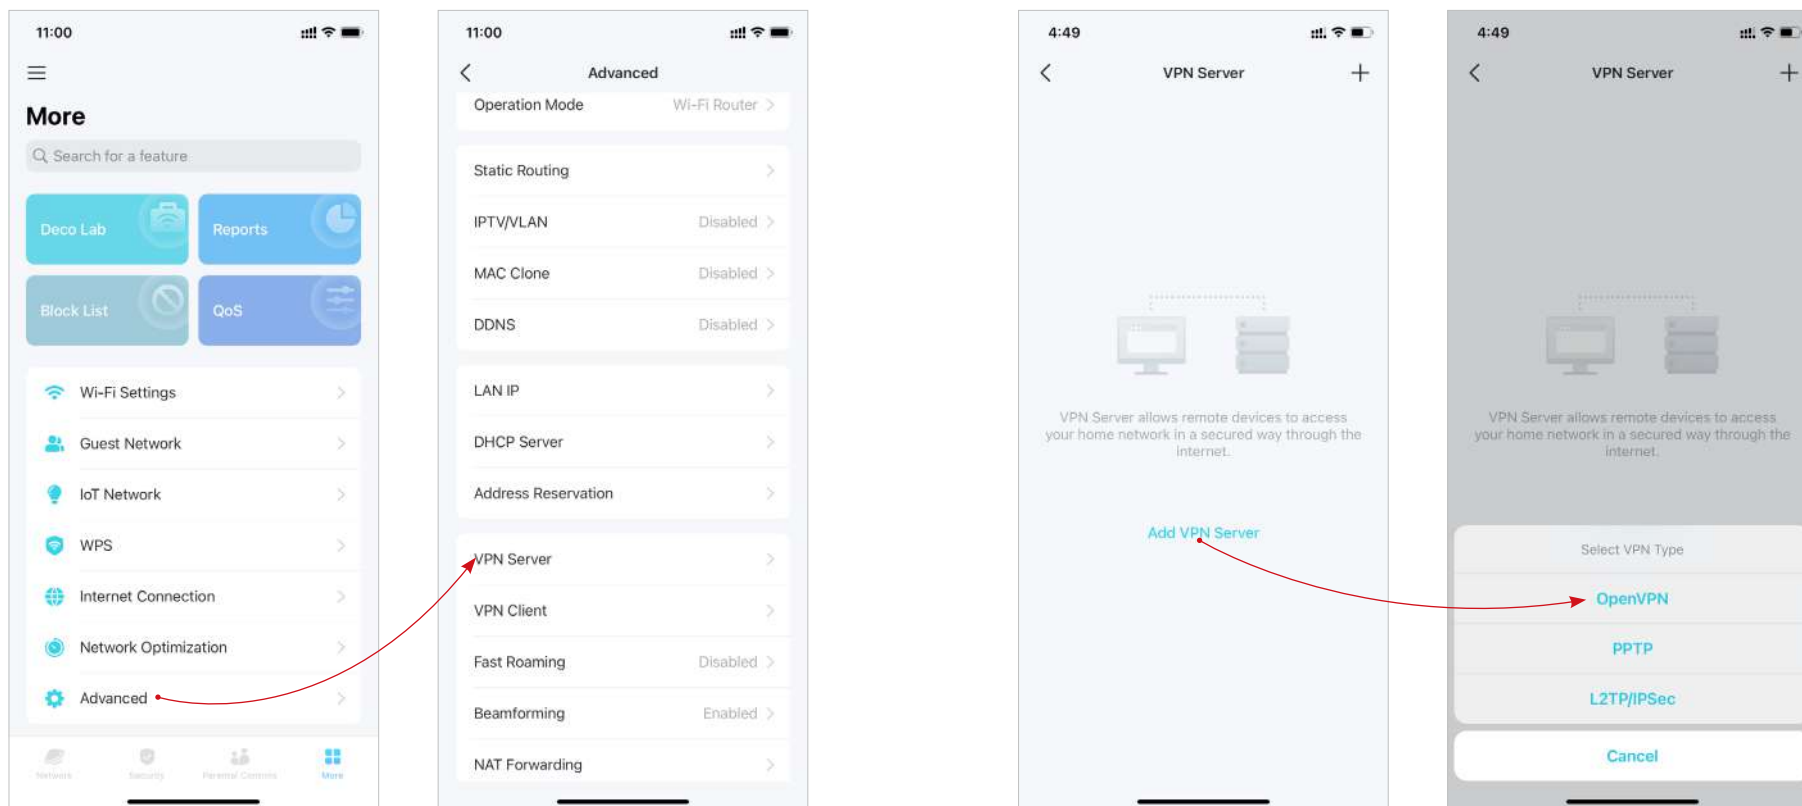 11:00
More
Search for a feature
Deco Lab
Reports
Block List
QoS
Wi-Fi Settings
Guest Network
IoT Network
WPS
Internet Connection
Network Optimization
Advanced
Network
Security
Parental Controls
More
11:00
Advanced
Operation Mode Wi-Fi Router
Static Routing
IPTV/VLAN Disabled
MAC Clone Disabled
DDNS Disabled
LAN IP
DHCP Server
Address Reservation
VPN Server
VPN Client
Fast Roaming Disabled
Beamforming Enabled
NAT Forwarding
4:49
VPN Server
VPN Server allows remote devices to access
your home network in a secured way through the
internet.
Add VPN Server
4:49
VPN Server
VPN Server allows remote devices to access
your home network in a secured way through the
internet.
Select VPN Type
OpenVPN
PPTP
L2TP/IPSec
Cancel